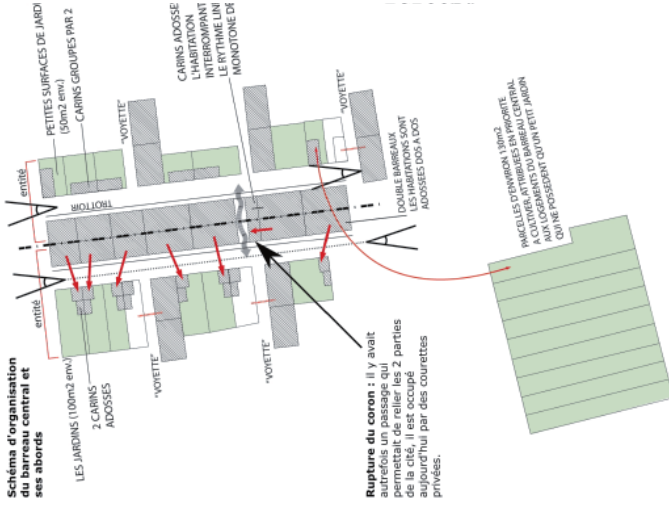 Schéma d'organisation
du barreau central et
ses abords
entité
entité
LES JARDINS (100m2 env.)
2 CARINS
ADOSSES
"VOYETTE"
"VOYETTE"
PETITES SURFACES DE JARDI
(50m2 env.)
CARINS GROUPES PAR 2
"VOYETTE"
TROTTOIR
CARINS ADOSSE
L'HABITATION
INTERROMPANT
LE RYTHME LIN
MONOTONE DE
"VOYETTE"
DOUBLE BARREAUX
LES HABITATIONS SONT
ADOSSEES DOS A DOS
Rupture du coron : il y avait
autrefois un passage qui
permettait de relier les 2 parties
de la cité, il est occupé
aujourd'hui par des courettes
privées.
PARCELLES D'ENVIRON 130m2
A CULTIVER, ATTRIBUEES EN PRIORITE
AUX LOGEMENTS DU BARREAU CENTRAL
QUI NE POSSEDENT QU'UN PETIT JARDIN